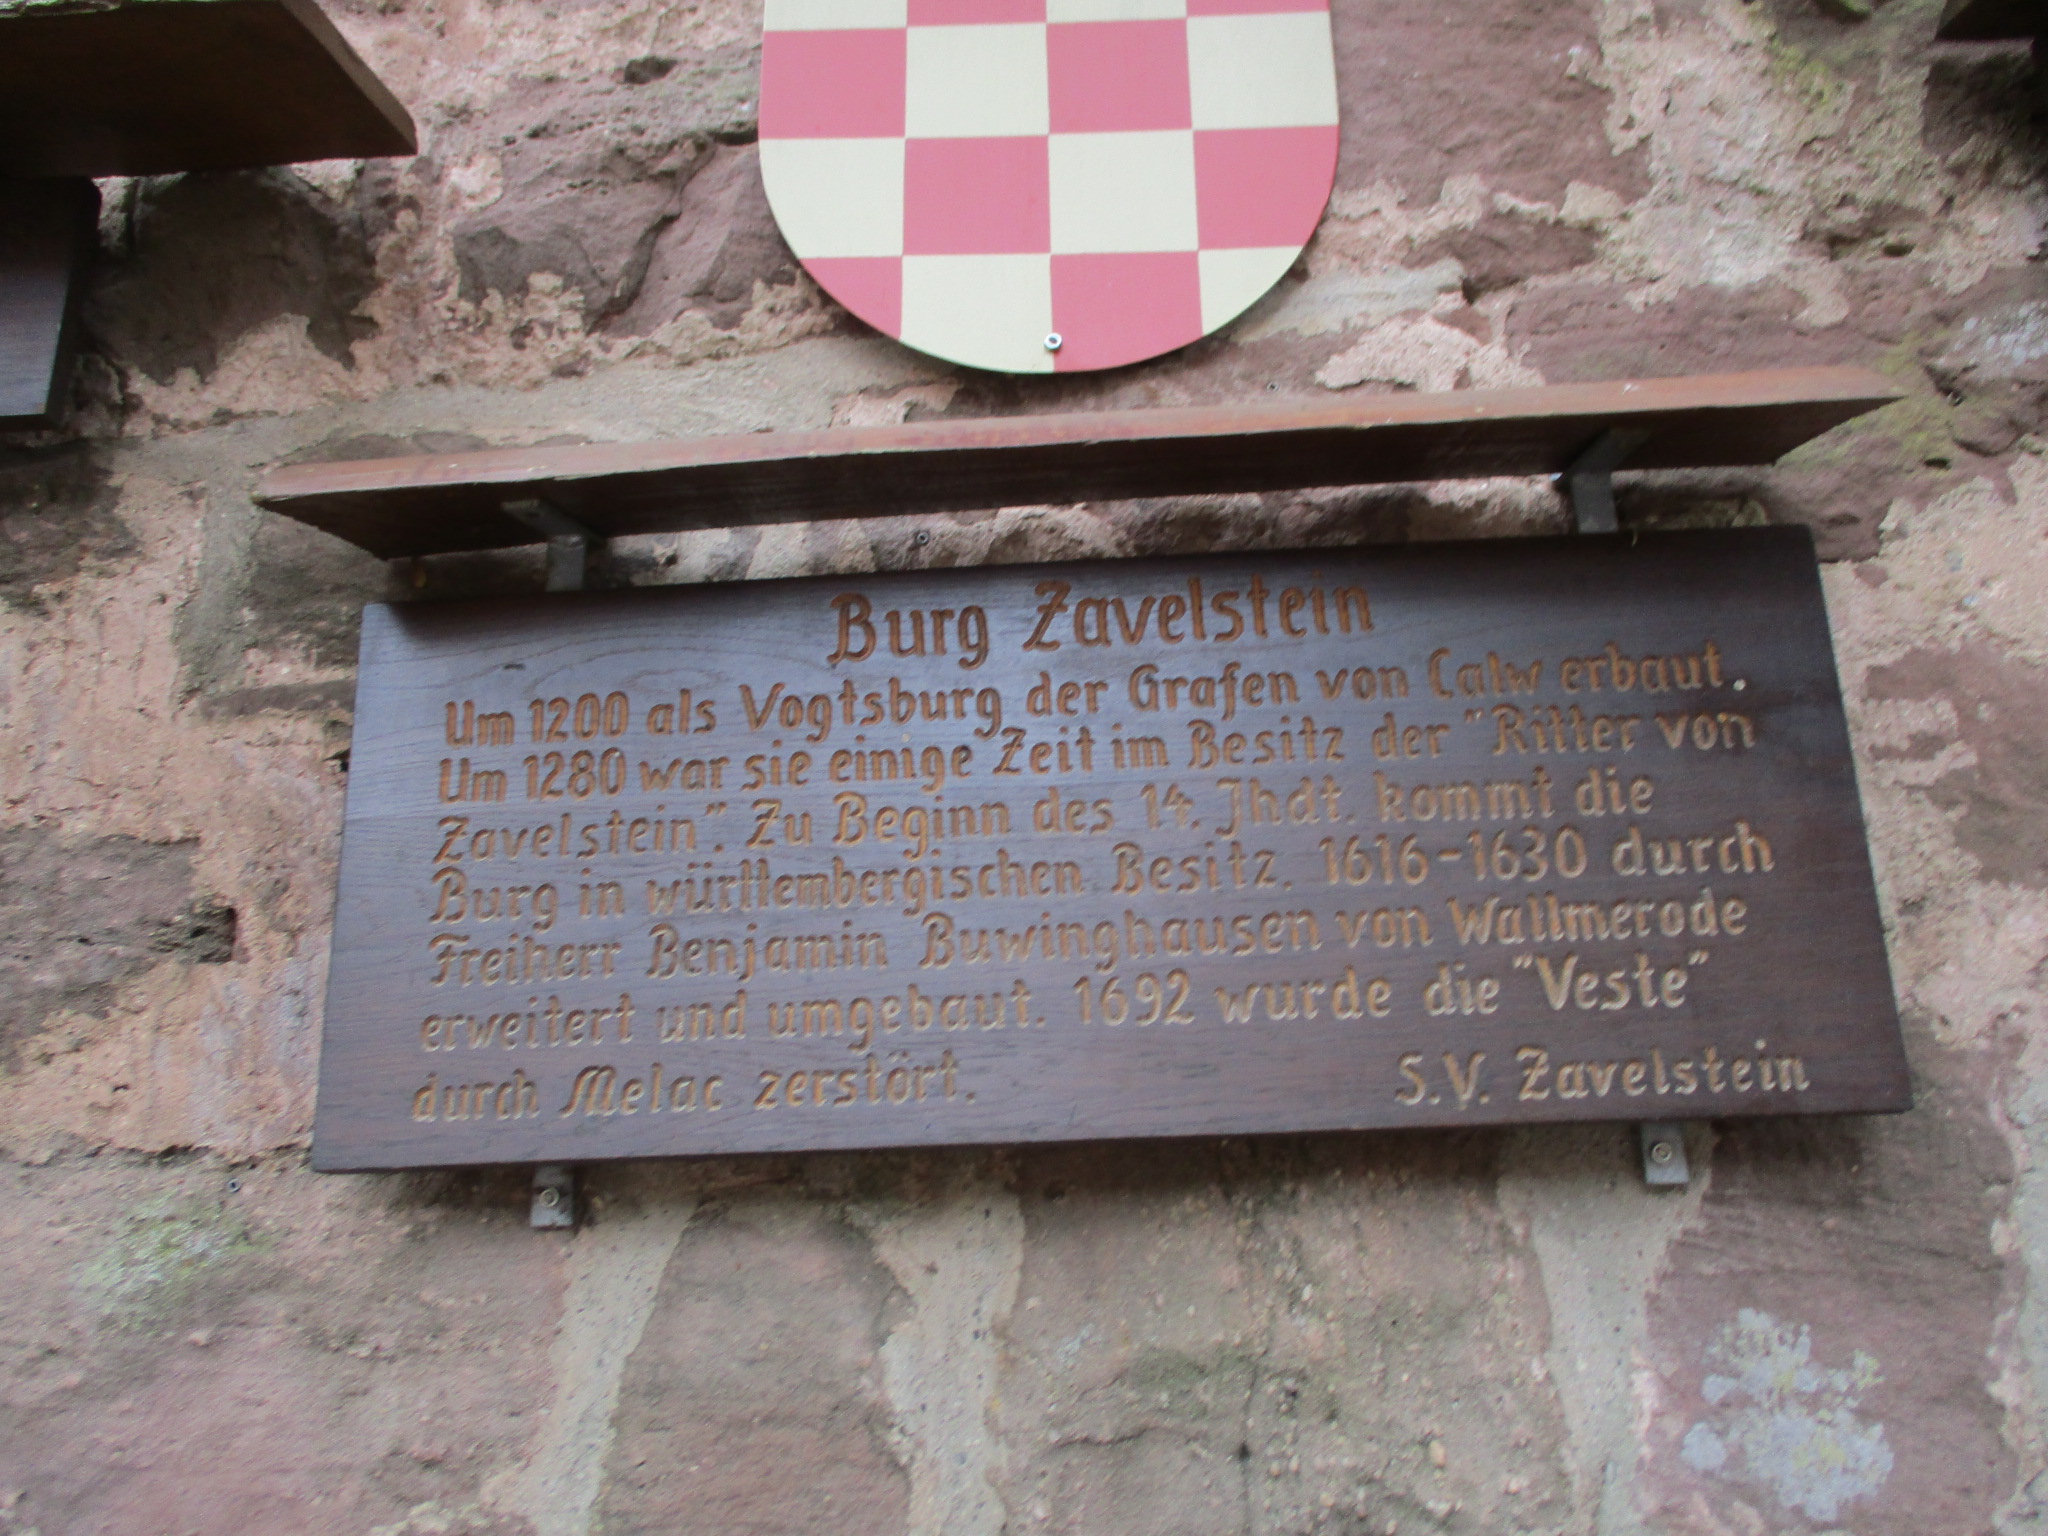 Burg Zavelstein
Um 1200 als Vogtsburg der Grafen von Calw erbaut.
Um 1280 war sie einige Zeit im Besitz der "Ritter von
Zavelstein". Zu Beginn des 14. Jhdt. kommt die
Burg in württembergischen Besitz. 1616-1630 durch
Freiherr Benjamin Buwinghausen von Wallmerode
erweitert und umgebaut. 1692 wurde die "Veste"
durch Melac zerstört.
S.V. Zavelstein